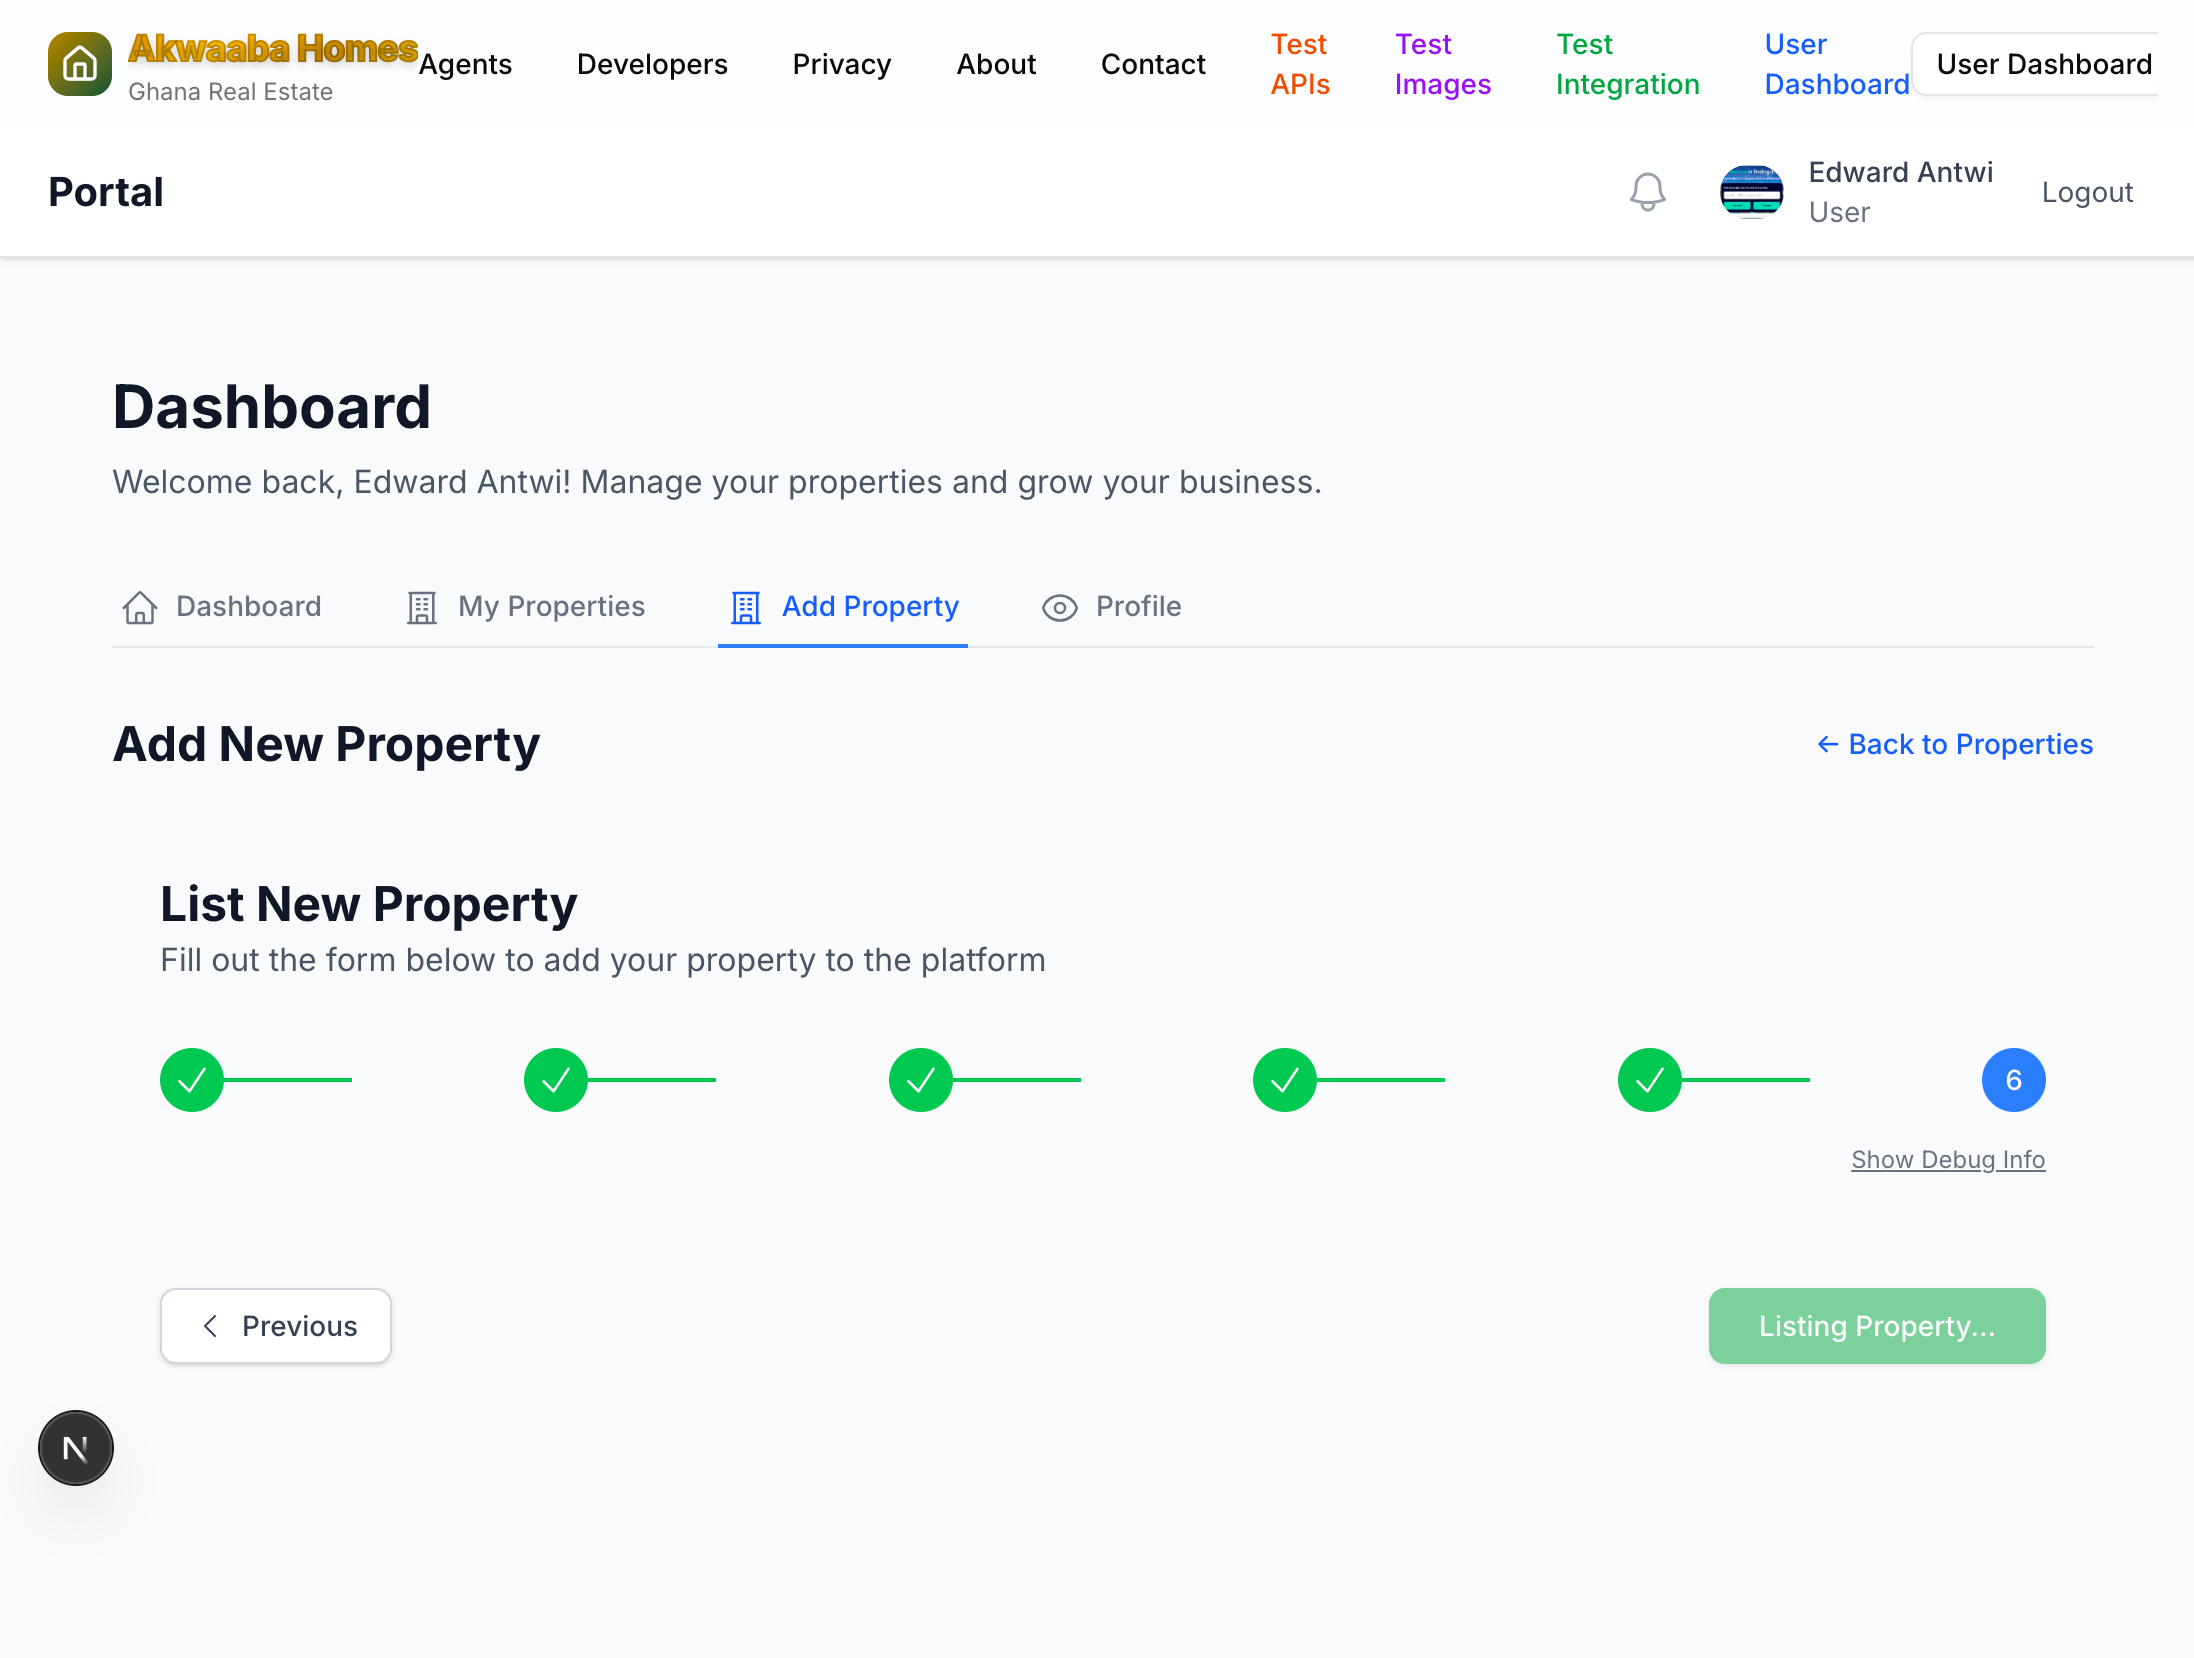 Akwaaba Homes
Ghana Real Estate
Agents
Developers
Privacy
About
Contact
Test
APIs
Test
Images
Test
Integration
User
Dashboard
User Dashboard
Portal
Edward Antwi
User
Logout
Dashboard
Welcome back, Edward Antwi! Manage your properties and grow your business.
Dashboard
My Properties
Add Property
Profile
Add New Property
← Back to Properties
List New Property
Fill out the form below to add your property to the platform
6
Show Debug Info
Previous
Listing Property...
N